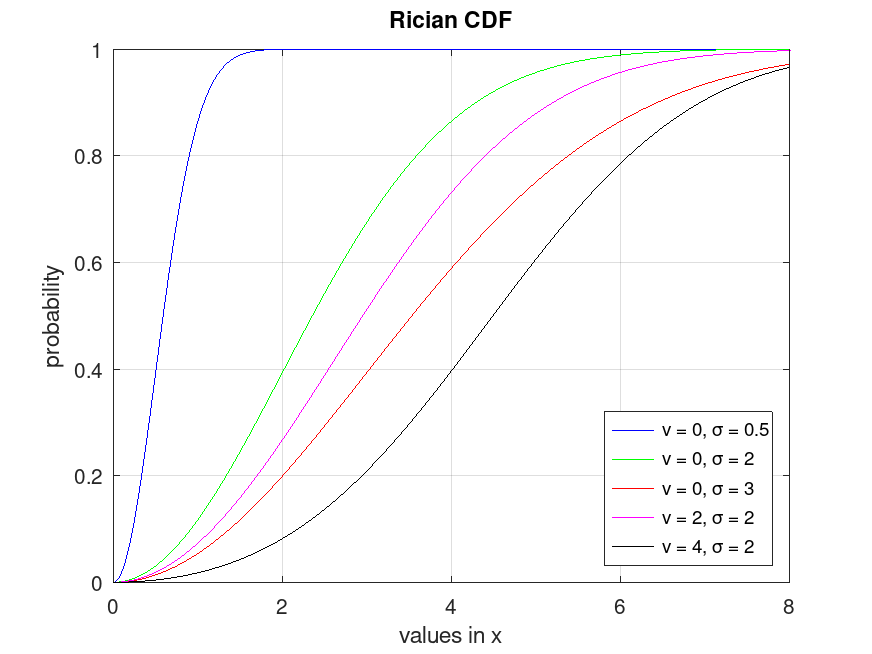 Rician CDF
1
0.8
0.6
0.4
0.2
0
probability
0
2
4
6
8
values in x
v = 0, σ = 0.5
v = 0, σ = 2
v = 0, σ = 3
v = 2, σ = 2
v = 4, σ = 2